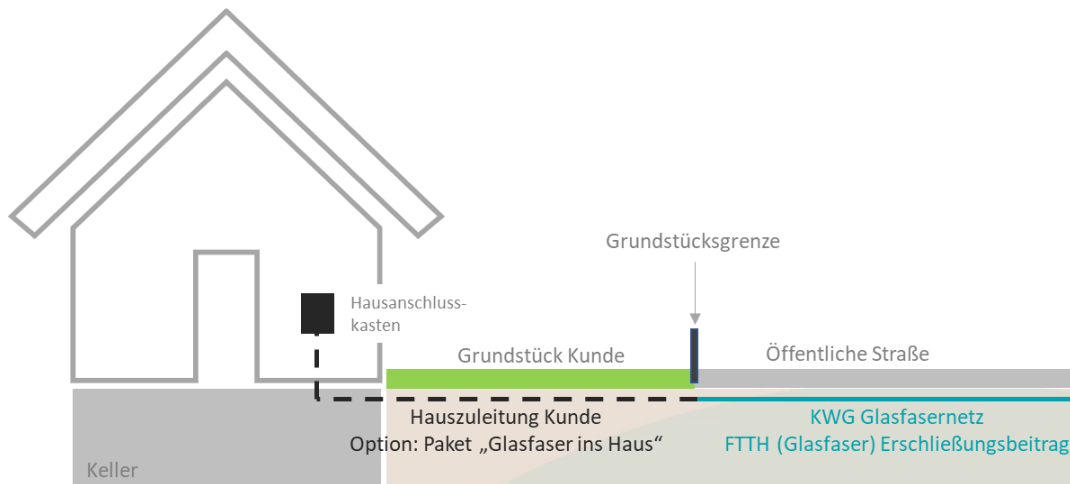 Grundstücksgrenze
Hausanschluss-
kasten
Grundstück Kunde
Öffentliche Straße
Hauszuleitung Kunde
Option: Paket „Glasfaser ins Haus“
KWG Glasfasernetz
FTTH (Glasfaser) Erschließungsbeitrag
Keller